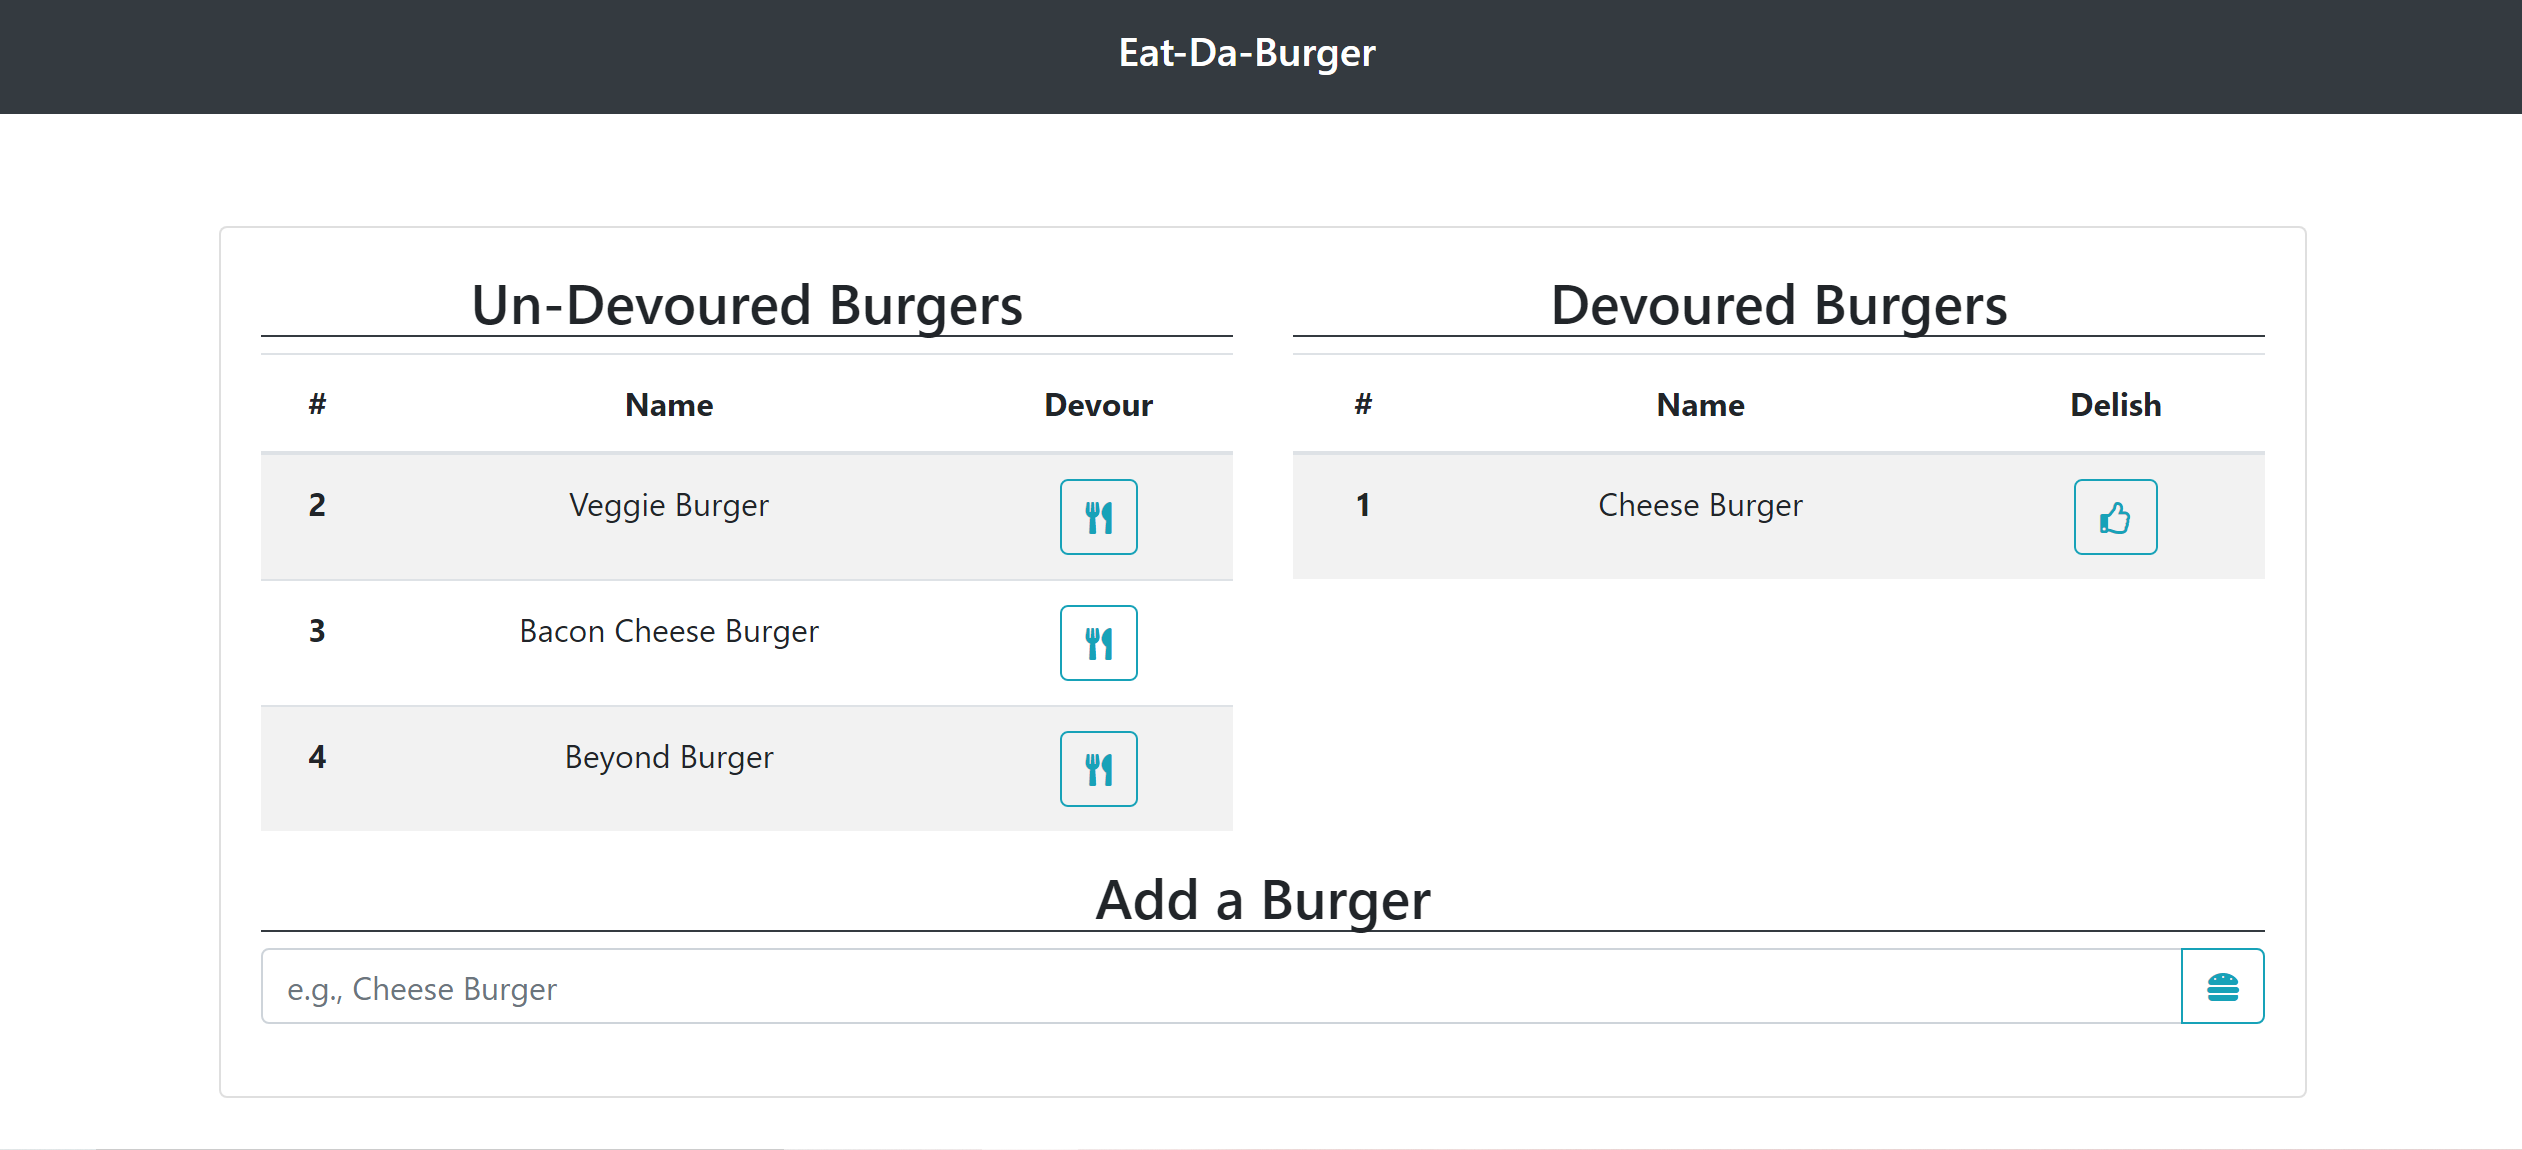 Eat-Da-Burger
Un-Devoured Burgers
# Name Devour
2 Veggie Burger
3 Bacon Cheese Burger
4 Beyond Burger
Devoured Burgers
# Name Delish
1 Cheese Burger
Add a Burger
e.g., Cheese Burger